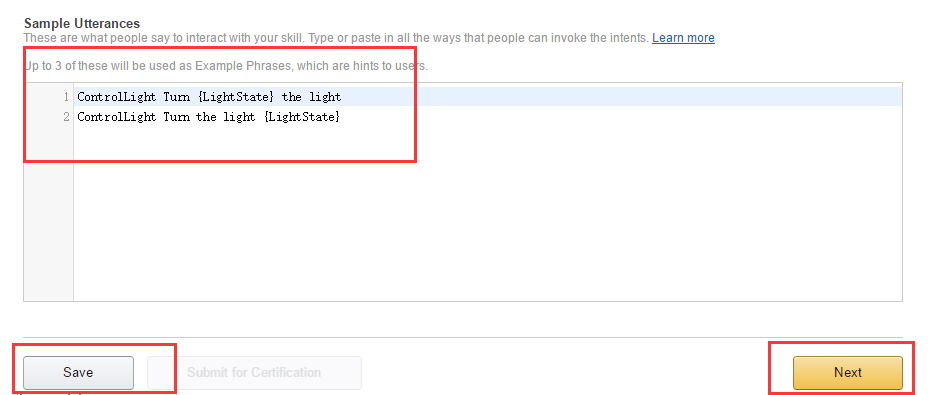 Sample Utterances
These are what people say to interact with your skill. Type or paste in all the ways that people can invoke the intents. Learn more
Up to 3 of these will be used as Example Phrases, which are hints to users.
1 ControlLight Turn {LightState} the light
2 ControlLight Turn the light {LightState}
Save Submit for Certification Next